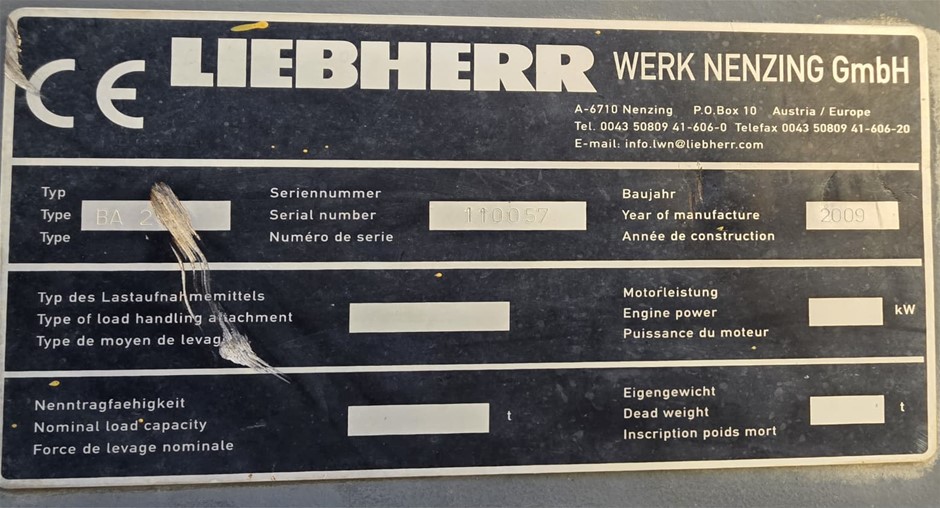 CE LIEBHERR WERK NENZING GmbH
A-6710 Nenzing P.O.Box 10 Austria / Europe
Tel. 0043 50809 41-606-0 Telefax 0043 50809 41-606-20
E-mail: info.lwn@liebherr.com
Typ
Type BA
Type
Seriennummer
Serial number 110057
Numéro de serie
Baujahr
Year of manufacture 2009
Année de construction
Typ des Lastaufnahmemittels
Type of load handling attachment
Type de moyen de levage
Motorleistung
Engine power kW
Puissance du moteur
Nenntragfaehigkeit
Nominal load capacity t
Force de levage nominale
Eigengewicht
Dead weight t
Inscription poids mort